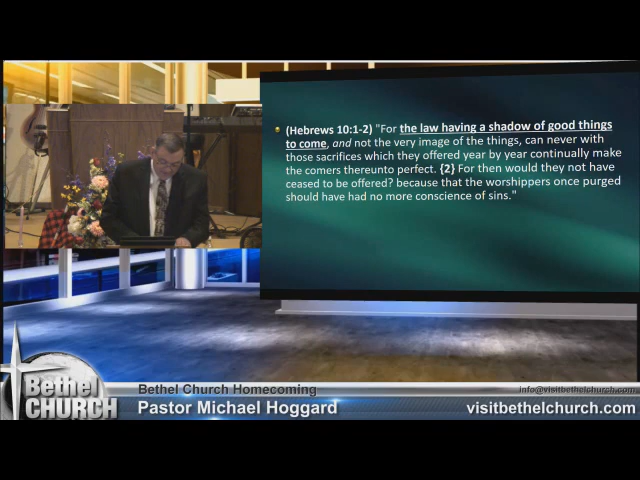 (Hebrews 10:1-2) "For the law having a shadow of good things
to come, and not the very image of the things, can never with
those sacrifices which they offered year by year continually make
the comers thereunto perfect. {2} For then would they not have
ceased to be offered? because that the worshippers once purged
should have had no more conscience of sins."
Bethel
CHURCH
Bethel Church Homecoming
info@visitbethelchurch.com
Pastor Michael Hoggard
visitbethelchurch.com